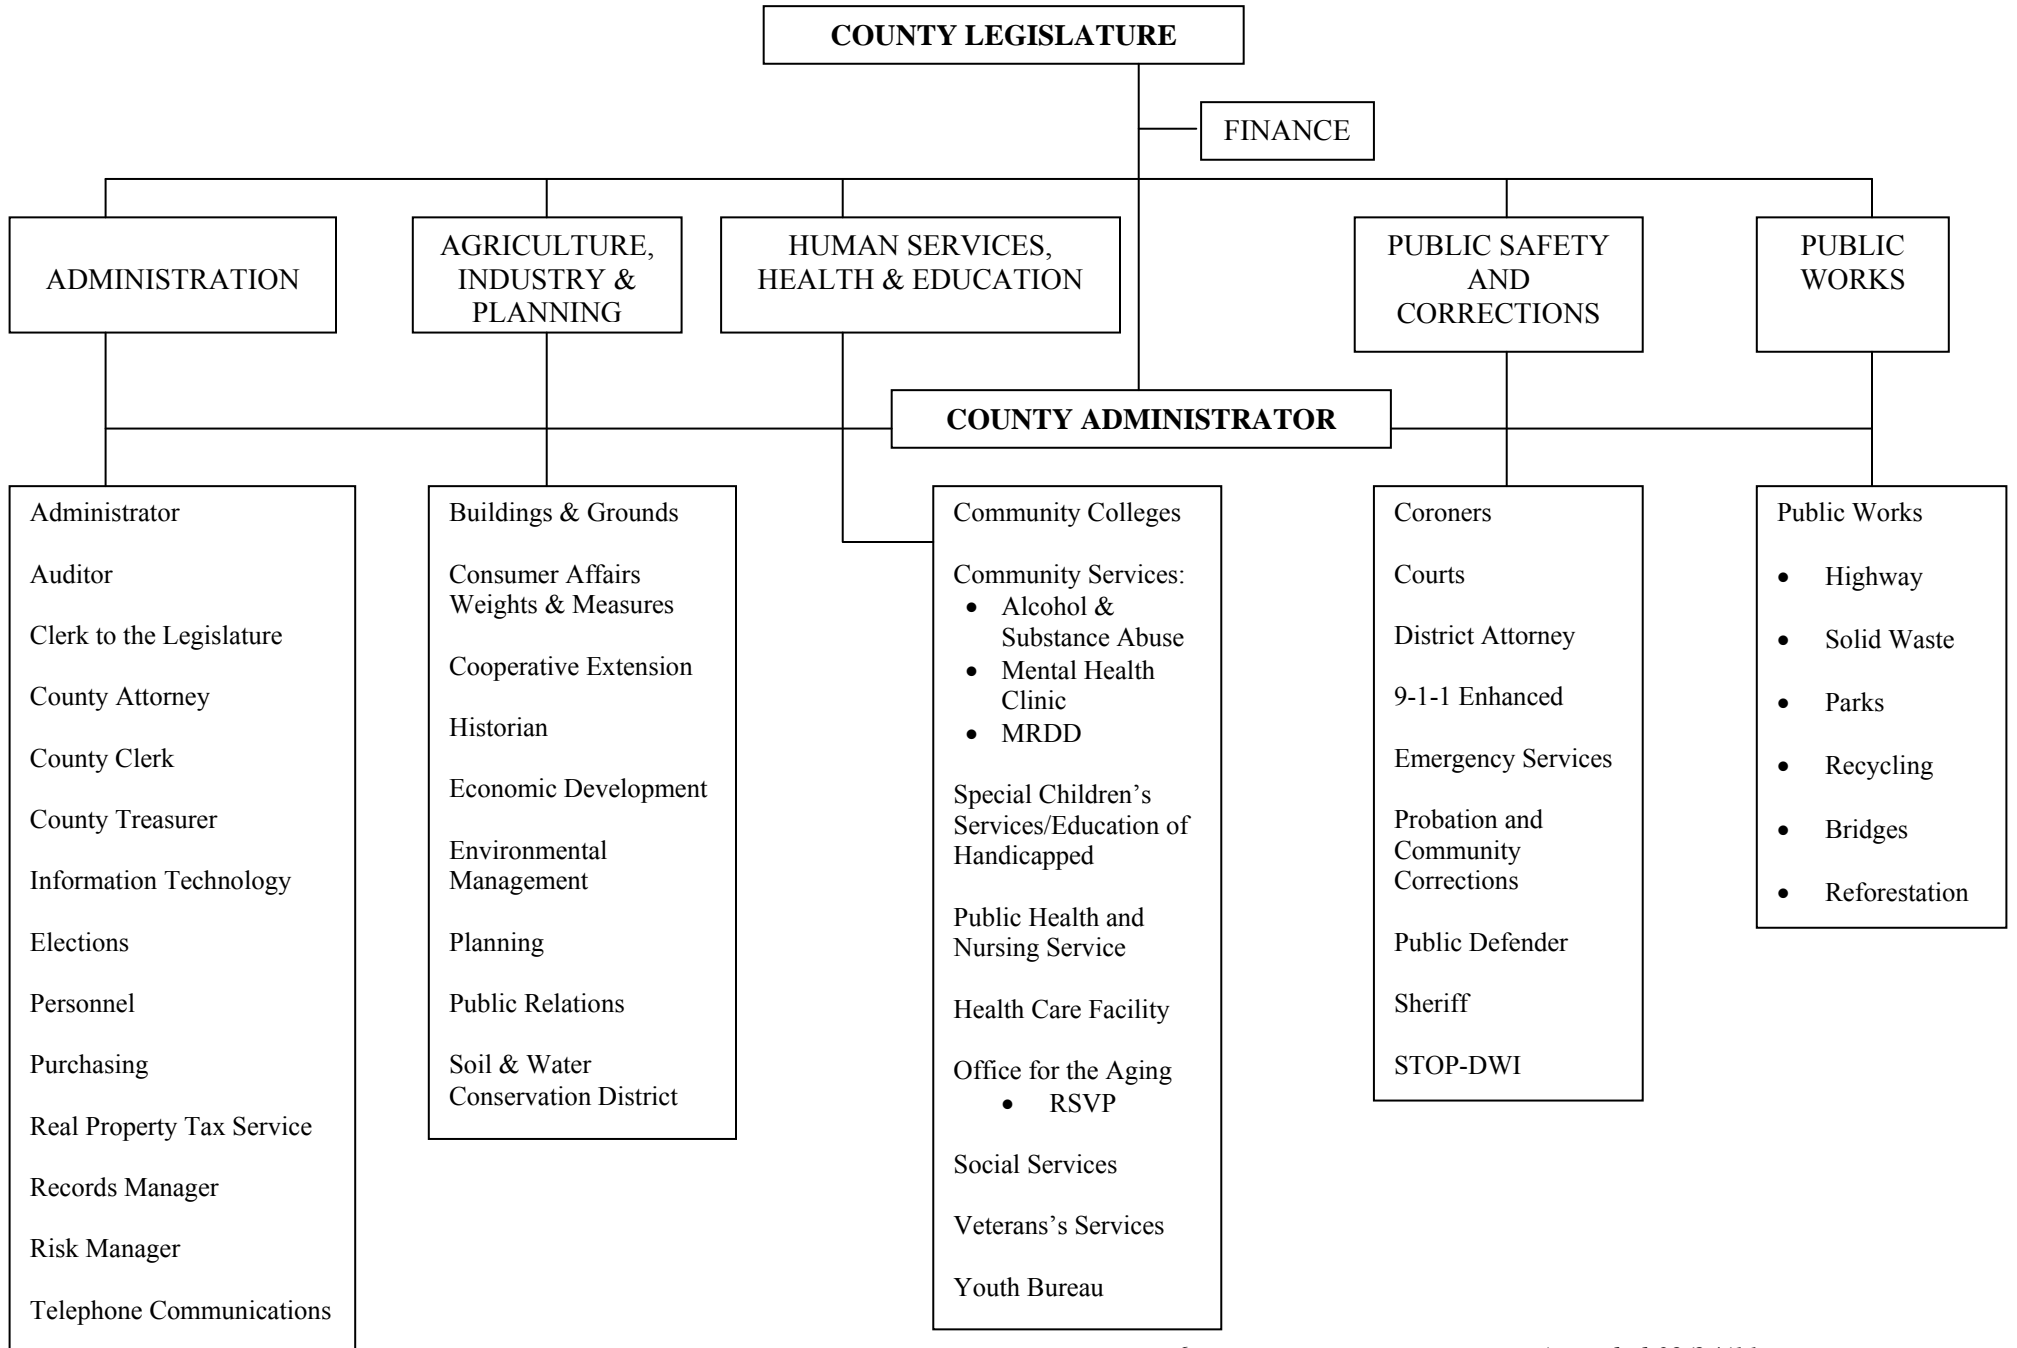 COUNTY LEGISLATURE
FINANCE
ADMINISTRATION
AGRICULTURE,
INDUSTRY &
PLANNING
HUMAN SERVICES,
HEALTH & EDUCATION
PUBLIC SAFETY
AND
CORRECTIONS
PUBLIC
WORKS
COUNTY ADMINISTRATOR
Administrator
Auditor
Clerk to the Legislature
County Attorney
County Clerk
County Treasurer
Information Technology
Elections
Personnel
Purchasing
Real Property Tax Service
Records Manager
Risk Manager
Telephone Communications
Buildings & Grounds
Consumer Affairs
Weights & Measures
Cooperative Extension
Historian
Economic Development
Environmental
Management
Planning
Public Relations
Soil & Water
Conservation District
Community Colleges
Community Services:
• Alcohol &
Substance Abuse
• Mental Health
Clinic
• MRDD
Special Children’s
Services/Education of
Handicapped
Public Health and
Nursing Service
Health Care Facility
Office for the Aging
• RSVP
Social Services
Veterans’s Services
Youth Bureau
Coroners
Courts
District Attorney
9-1-1 Enhanced
Emergency Services
Probation and
Community
Corrections
Public Defender
Sheriff
STOP-DWI
Public Works
• Highway
• Solid Waste
• Parks
• Recycling
• Bridges
• Reforestation